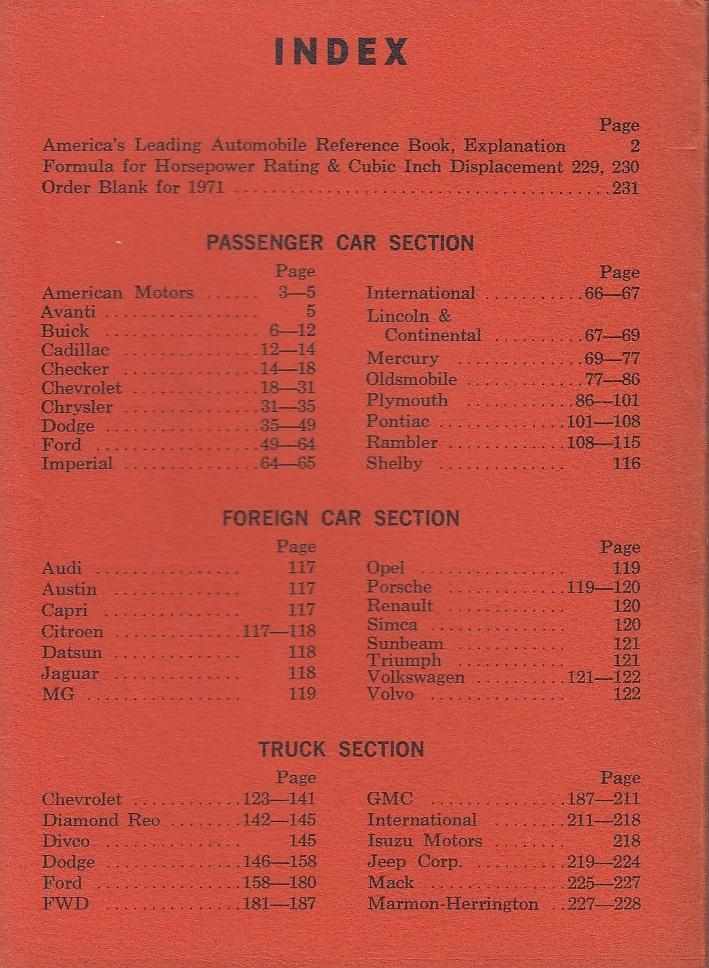 INDEX
Page
America's Leading Automobile Reference Book, Explanation 2
Formula for Horsepower Rating & Cubic Inch Displacement 229, 230
Order Blank for 1971 ........................................ 231
PASSENGER CAR SECTION
Page
American Motors ...... 3—5
Avanti .................. 5
Buick ................ 6—12
Cadillac ............ 12—14
Checker ............. 14—18
Chevrolet ........... 18—31
Chrysler ............ 31—35
Dodge ............... 35—49
Ford ................ 49—64
Imperial ............ 64—65
Page
International .......... 66—67
Lincoln &
Continental ......... 67—69
Mercury ............ 69—77
Oldsmobile ............ 77—86
Plymouth .......... 86—101
Pontiac ............ 101—108
Rambler ............ 108—115
Shelby ............. 116
FOREIGN CAR SECTION
Page
Audi ............... 117
Austin ............. 117
Capri .............. 117
Citroen ............ 117—118
Datsun ............. 118
Jaguar ............. 118
MG ................ 119
Page
Opel ............... 119
Porsche ............ 119—120
Renault ............ 120
Simca .............. 120
Sunbeam ............ 121
Triumph ............ 121
Volkswagen .......... 121—122
Volvo .............. 122
TRUCK SECTION
Page
Chevrolet ........... 123—141
Diamond Reo ........ 142—145
Divco .............. 145
Dodge .............. 146—158
Ford ............... 158—180
FWD ............... 181—187
Page
GMC .............. 187—211
International ......... 211—218
Isuzu Motors ........ 218
Jeep Corp. .......... 219—224
Mack .............. 225—227
Marmon-Herrington .. 227—228